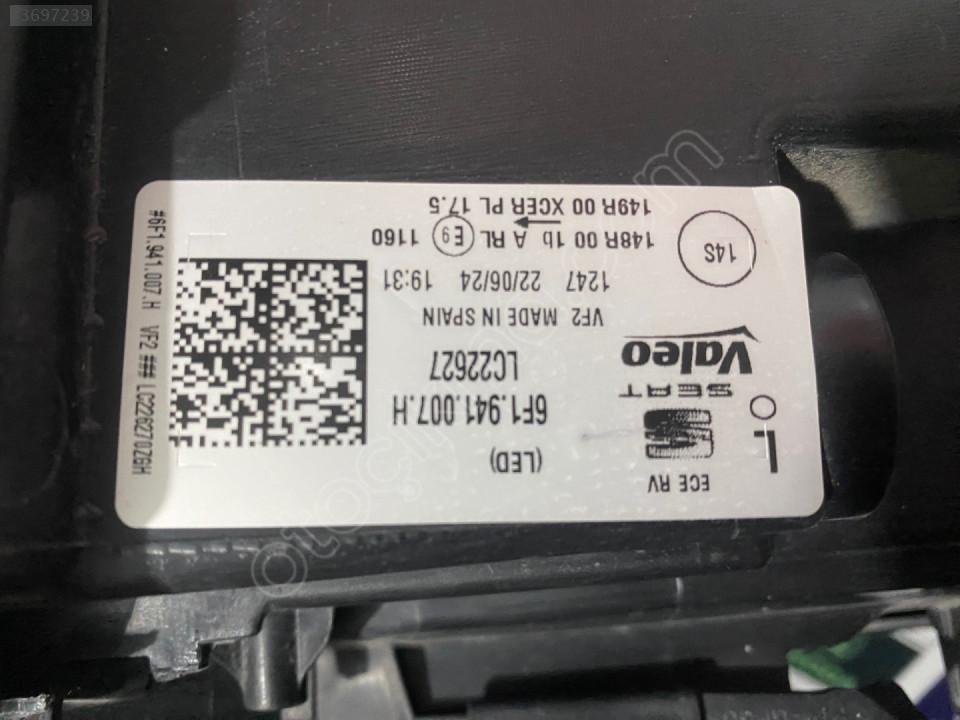 3697239
L
ECE RV
SEAT
Valeo
14S
(LED)
6F1.941.007.H
LC22627
VF2 MADE IN SPAIN
1247 22/06/24 19:31
148R 00 1b A RL E9 1160
149R 00 XCER PL 17.5
#6F1.941.007.H VF2 ### LC22627OZGH